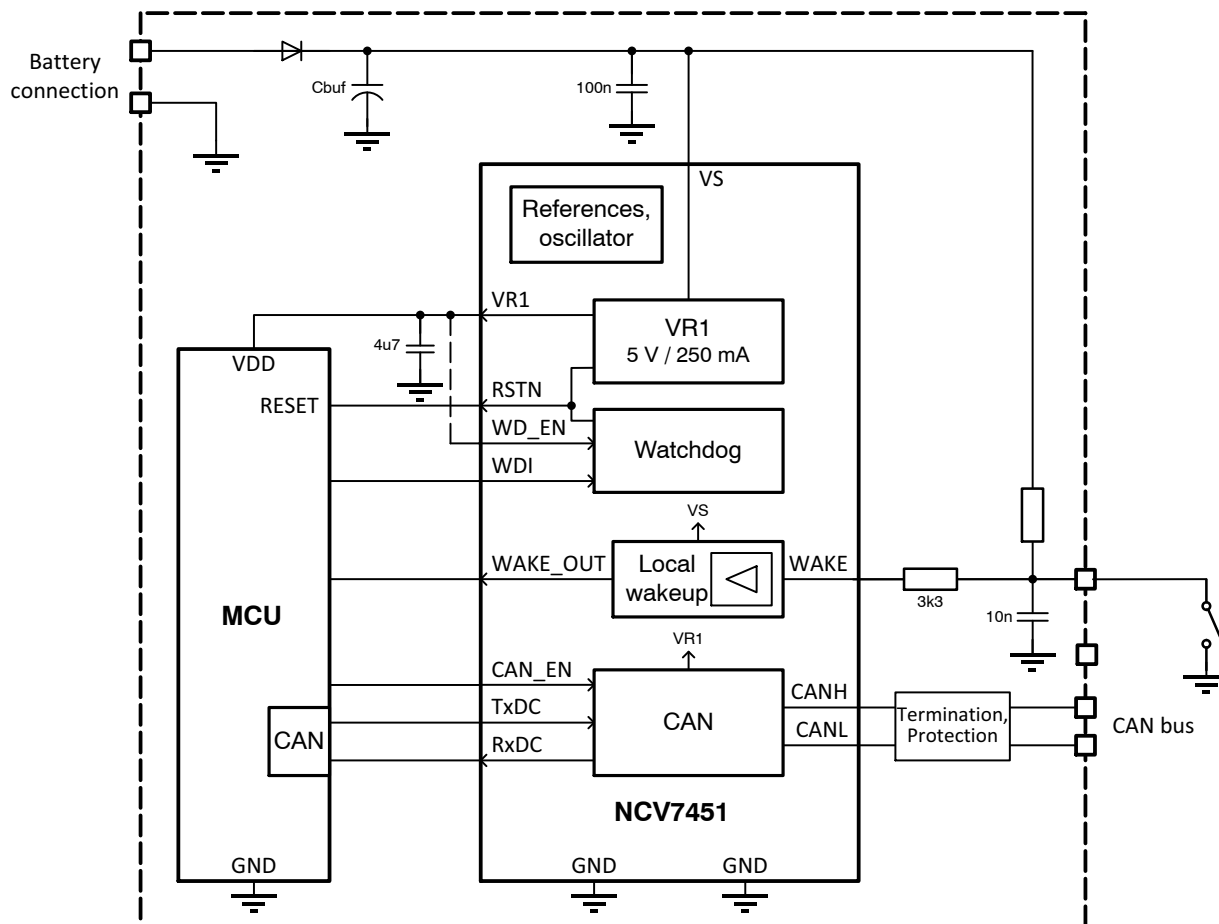 Battery
connection
Cbuf
100n
VS
References,
oscillator
VR1
VR1
5 V / 250 mA
4u7
VDD
RESET
RSTN
WD_EN
Watchdog
WDI
VS
WAKE_OUT
Local
wakeup
WAKE
3k3
10n
MCU
VR1
CAN_EN
TxDC
RxDC
CAN
CAN
CANH
CANL
Termination,
Protection
CAN bus
NCV7451
GND
GND
GND